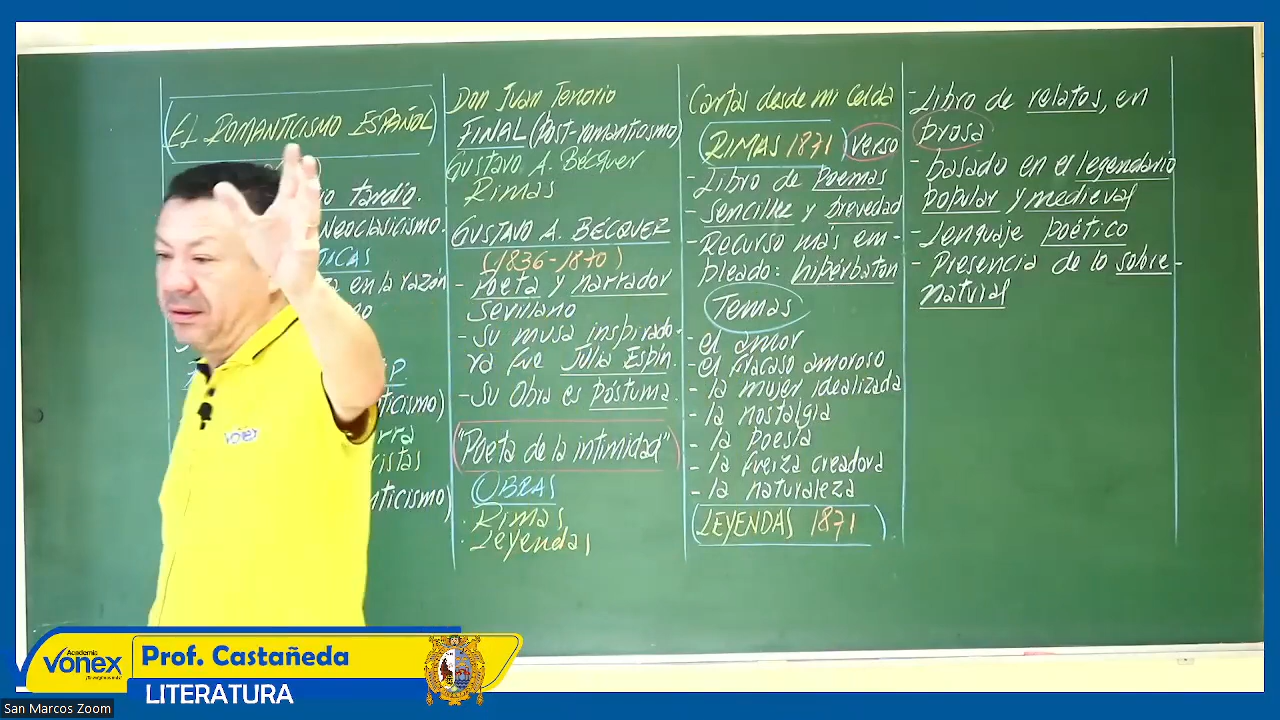 EL ROMANTICISMO ESPAÑOL
tardío.
Neoclasicismo.
en la razón
ticismo)
nticismo)
Don Juan Tenorio
FINAL (Post-romanticismo)
Gustavo A. Bécquer
Rimas
GUSTAVO A. BÉCQUER
(1836-1870)
- Poeta y narrador
sevillano
- Su musa inspirado-
ra fue Julia Espín.
- Su Obra es póstuma.
"Poeta de la intimidad"
OBRAS
· Rimas
· Leyendas
Cartas desde mi Celda
RIMAS 1871 verso
- Libro de poemas
- sencillez y brevedad
- Recurso más em-
pleado: hipérbaton
Temas
- el amor
- el fracaso amoroso
- la mujer idealizada
- la nostalgia
- la poesía
- la fuerza creadora
- la naturaleza
LEYENDAS 1871
- Libro de relatos, en
prosa
- basado en el legendario
popular y medieval
- Lenguaje poético
- Presencia de lo sobre-
natural
vonex
Academia
vonex
Prof. Castañeda
LITERATURA
San Marcos Zoom